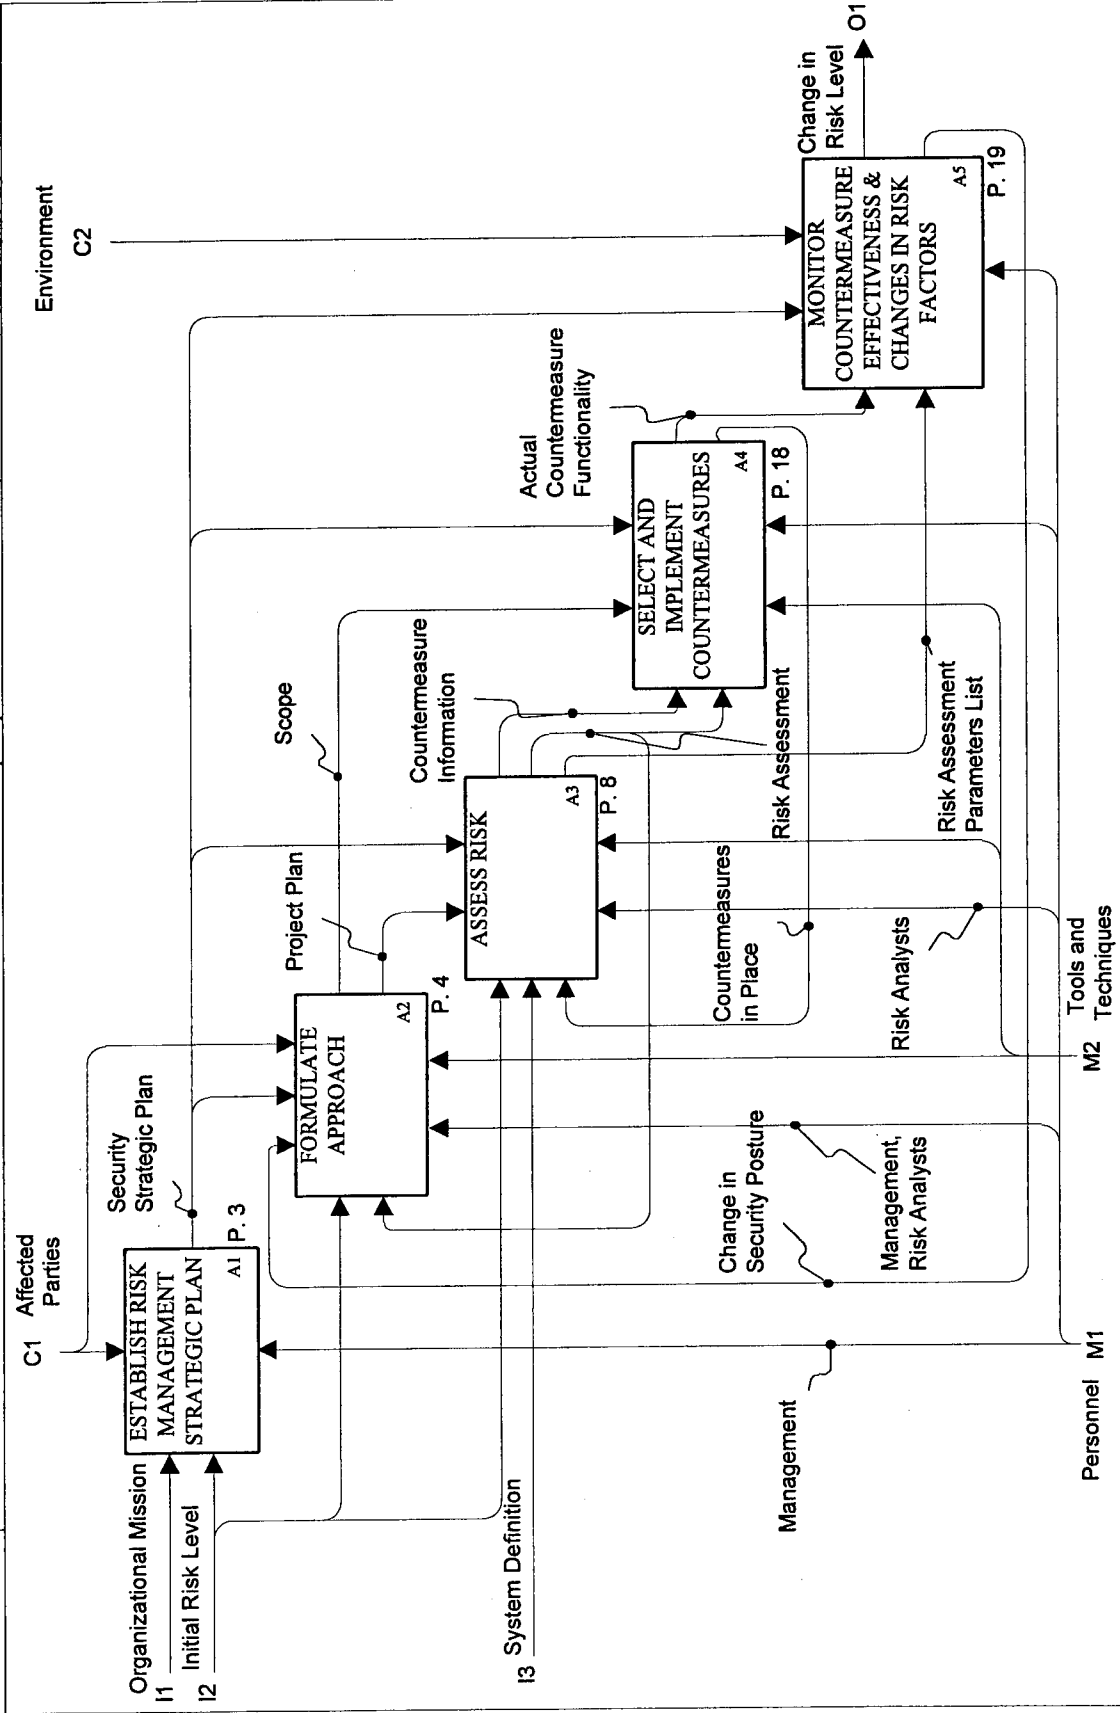 C1
Affected
Parties
Environment
C2
Organizational Mission
I1
Initial Risk Level
I2
ESTABLISH RISK
MANAGEMENT
STRATEGIC PLAN
A1
P. 3
Security
Strategic Plan
FORMULATE
APPROACH
A2
P. 4
Project Plan
Scope
I3
System Definition
ASSESS RISK
A3
P. 8
Countermeasure
Information
SELECT AND
IMPLEMENT
COUNTERMEASURES
A4
P. 18
Actual
Countermeasure
Functionality
MONITOR
COUNTERMEASURE
EFFECTIVENESS &
CHANGES IN RISK
FACTORS
A5
P. 19
Change in
Risk Level
O1
Risk Assessment
Countermeasures
in Place
Risk Assessment
Parameters List
Change in
Security Posture
Management
Management,
Risk Analysts
Risk Analysts
Personnel
M1
M2
Tools and
Techniques